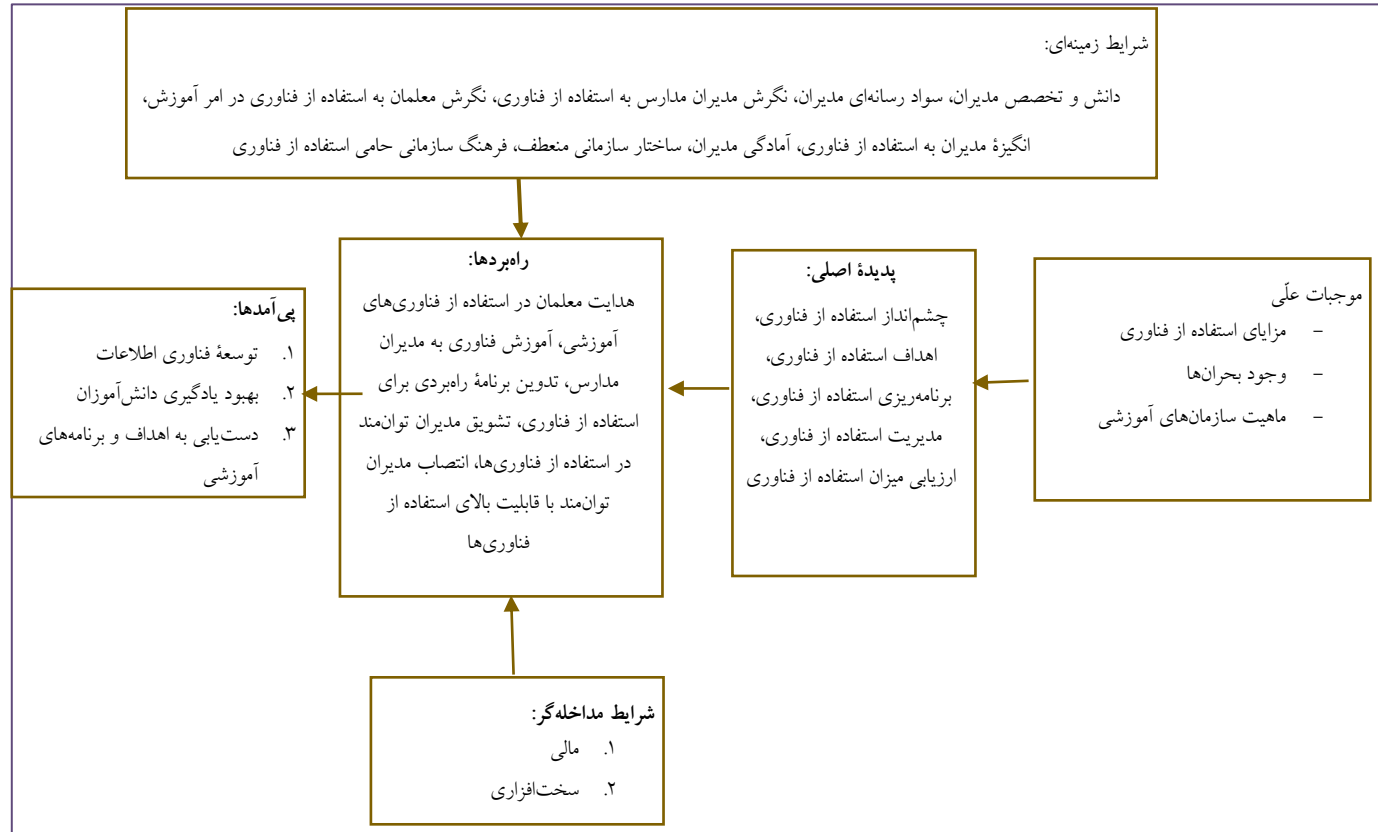 شرایط زمینه‌ای:
دانش و تخصص مدیران، سواد رسانه‌ای مدیران، نگرش مدیران مدارس به استفاده از فناوری، نگرش معلمان به استفاده از فناوری در امر آموزش،
انگیزۀ مدیران به استفاده از فناوری، آمادگی مدیران، ساختار سازمانی منعطف، فرهنگ سازمانی حامی استفاده از فناوری
موجبات علّی
– مزایای استفاده از فناوری
– وجود بحران‌ها
– ماهیت سازمان‌های آموزشی
پدیدۀ اصلی:
چشم‌انداز استفاده از فناوری،
اهداف استفاده از فناوری،
برنامه‌ریزی استفاده از فناوری،
مدیریت استفاده از فناوری،
ارزیابی میزان استفاده از فناوری
راه‌بردها:
هدایت معلمان در استفاده از فناوری‌های
آموزشی، آموزش فناوری به مدیران
مدارس، تدوین برنامۀ راه‌بردی برای
استفاده از فناوری، تشویق مدیران توان‌مند
در استفاده از فناوری‌ها، انتصاب مدیران
توان‌مند با قابلیت بالای استفاده از
فناوری‌ها
پی‌آمدها:
۱. توسعۀ فناوری اطلاعات
۲. بهبود یادگیری دانش‌آموزان
۳. دست‌یابی به اهداف و برنامه‌های
آموزشی
شرایط مداخله‌گر:
۱. مالی
۲. سخت‌افزاری